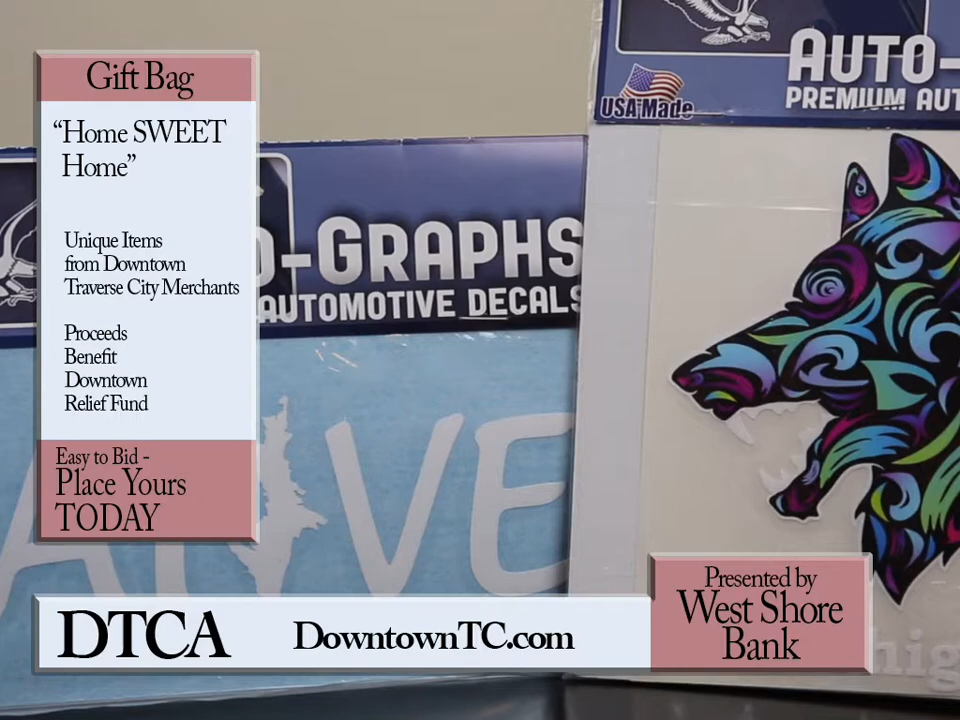 Gift Bag
"Home SWEET
Home"
Unique Items
from Downtown
Traverse City Merchants
Proceeds
Benefit
Downtown
Relief Fund
Easy to Bid -
Place Yours
TODAY
USA Made
AUTO-
PREMIUM AUT
O-GRAPHS
AUTOMOTIVE DECALS
VE
DTCA
DowntownTC.com
Presented by
West Shore
Bank
hig